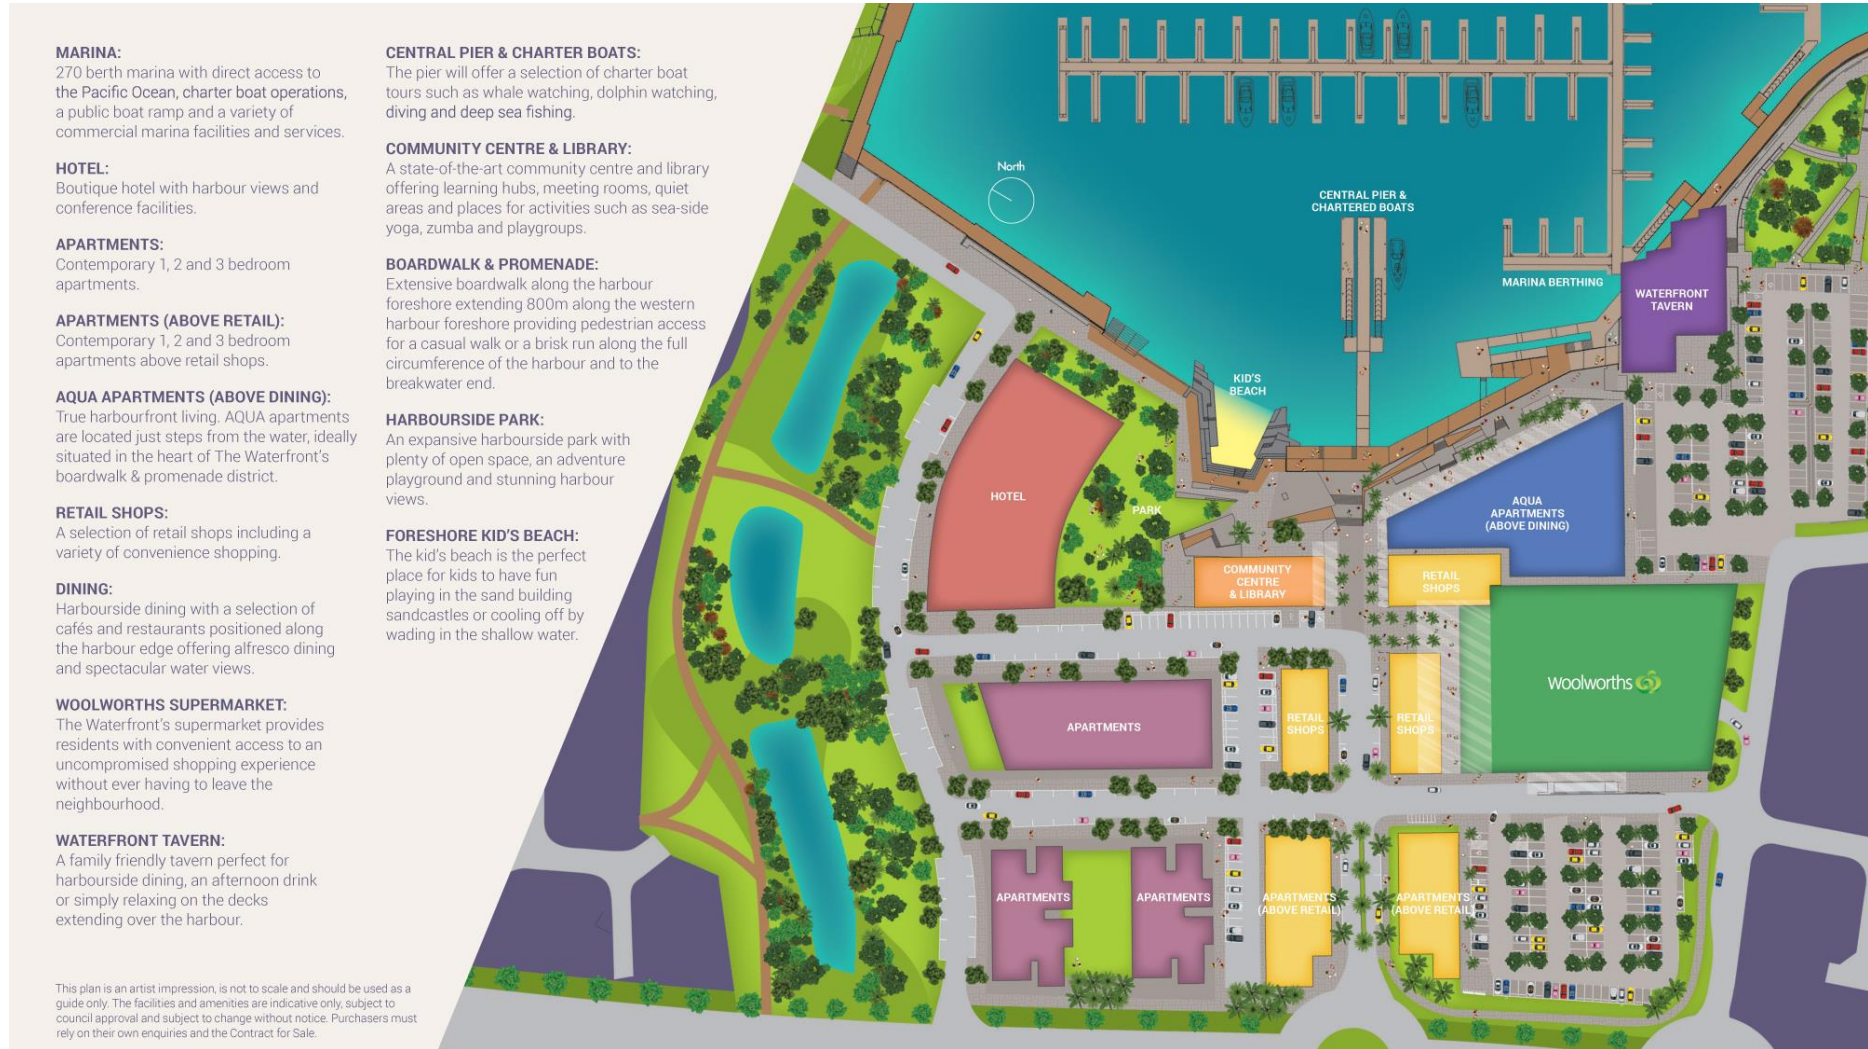 MARINA:
270 berth marina with direct access to
the Pacific Ocean, charter boat operations,
a public boat ramp and a variety of
commercial marina facilities and services.
HOTEL:
Boutique hotel with harbour views and
conference facilities.
APARTMENTS:
Contemporary 1, 2 and 3 bedroom
apartments.
APARTMENTS (ABOVE RETAIL):
Contemporary 1, 2 and 3 bedroom
apartments above retail shops.
AQUA APARTMENTS (ABOVE DINING):
True harbourfront living. AQUA apartments
are located just steps from the water, ideally
situated in the heart of The Waterfront's
boardwalk & promenade district.
RETAIL SHOPS:
A selection of retail shops including a
variety of convenience shopping.
DINING:
Harbourside dining with a selection of
cafés and restaurants positioned along
the harbour edge offering alfresco dining
and spectacular water views.
WOOLWORTHS SUPERMARKET:
The Waterfront's supermarket provides
residents with convenient access to an
uncompromised shopping experience
without ever having to leave the
neighbourhood.
WATERFRONT TAVERN:
A family friendly tavern perfect for
harbourside dining, an afternoon drink
or simply relaxing on the decks
extending over the harbour.
This plan is an artist impression, is not to scale and should be used as a
guide only. The facilities and amenities are indicative only, subject to
council approval and subject to change without notice. Purchasers must
rely on their own enquiries and the Contract for Sale.
CENTRAL PIER & CHARTER BOATS:
The pier will offer a selection of charter boat
tours such as whale watching, dolphin watching,
diving and deep sea fishing.
COMMUNITY CENTRE & LIBRARY:
A state-of-the-art community centre and library
offering learning hubs, meeting rooms, quiet
areas and places for activities such as sea-side
yoga, zumba and playgroups.
BOARDWALK & PROMENADE:
Extensive boardwalk along the harbour
foreshore extending 800m along the western
harbour foreshore providing pedestrian access
for a casual walk or a brisk run along the full
circumference of the harbour and to the
breakwater end.
HARBOURSIDE PARK:
An expansive harbourside park with
plenty of open space, an adventure
playground and stunning harbour
views.
FORESHORE KID'S BEACH:
The kid's beach is the perfect
place for kids to have fun
playing in the sand building
sandcastles or cooling off by
wading in the shallow water.
North
CENTRAL PIER &
CHARTERED BOATS
MARINA BERTHING
WATERFRONT
TAVERN
KID'S
BEACH
HOTEL
PARK
AQUA
APARTMENTS
(ABOVE DINING)
COMMUNITY
CENTRE
& LIBRARY
RETAIL
SHOPS
Woolworths
APARTMENTS
RETAIL
SHOPS
RETAIL
SHOPS
APARTMENTS
APARTMENTS
APARTMENTS
(ABOVE RETAIL)
APARTMENTS
(ABOVE RETAIL)